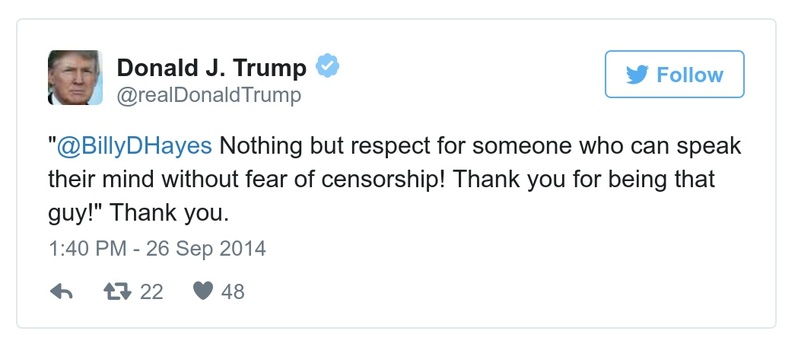 Donald J. Trump
Follow
@realDonaldTrump
"@BillyDHayes Nothing but respect for someone who can speak
their mind without fear of censorship! Thank you for being that
guy!" Thank you.
1:40 PM - 26 Sep 2014
22 48